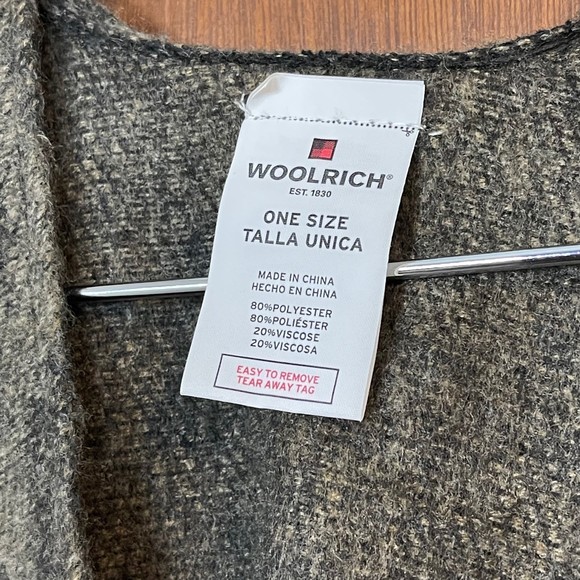 WOOLRICH®
EST. 1830
ONE SIZE
TALLA UNICA
MADE IN CHINA
HECHO EN CHINA
80%POLYESTER
80%POLIÉSTER
20%VISCOSE
20%VISCOSA
EASY TO REMOVE
TEAR AWAY TAG